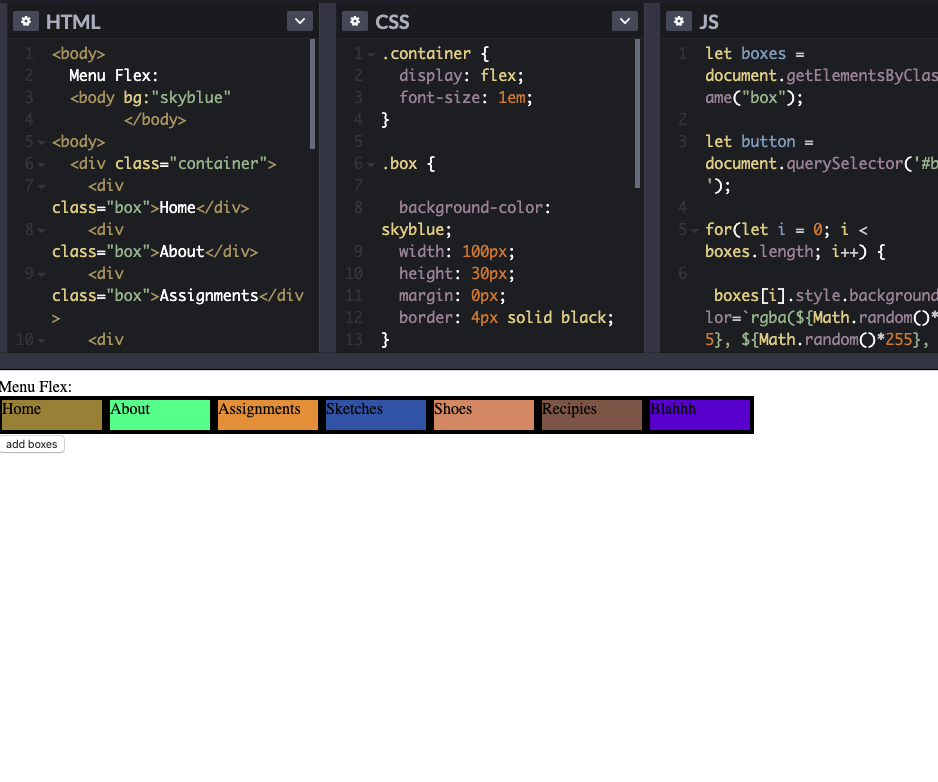 HTML
1 <body>
2 Menu Flex:
3 <body bg:"skyblue"
4 </body>
5 <body>
6 <div class="container">
7 <div
class="box">Home</div>
8 <div
class="box">About</div>
9 <div
class="box">Assignments</div
>
10 <div
CSS
1 .container {
2 display: flex;
3 font-size: 1em;
4 }
5
6 .box {
7
8 background-color:
skyblue;
9 width: 100px;
10 height: 30px;
11 margin: 0px;
12 border: 4px solid black;
13 }
JS
1 let boxes =
document.getElementsByClas
ame("box");
2
3 let button =
document.querySelector('#b
');
4
5 for(let i = 0; i <
boxes.length; i++) {
6
boxes[i].style.background
lor=`rgba(${Math.random()*
5}, ${Math.random()*255},
Menu Flex:
Home About Assignments Sketches Shoes Recipies Blahhh
add boxes